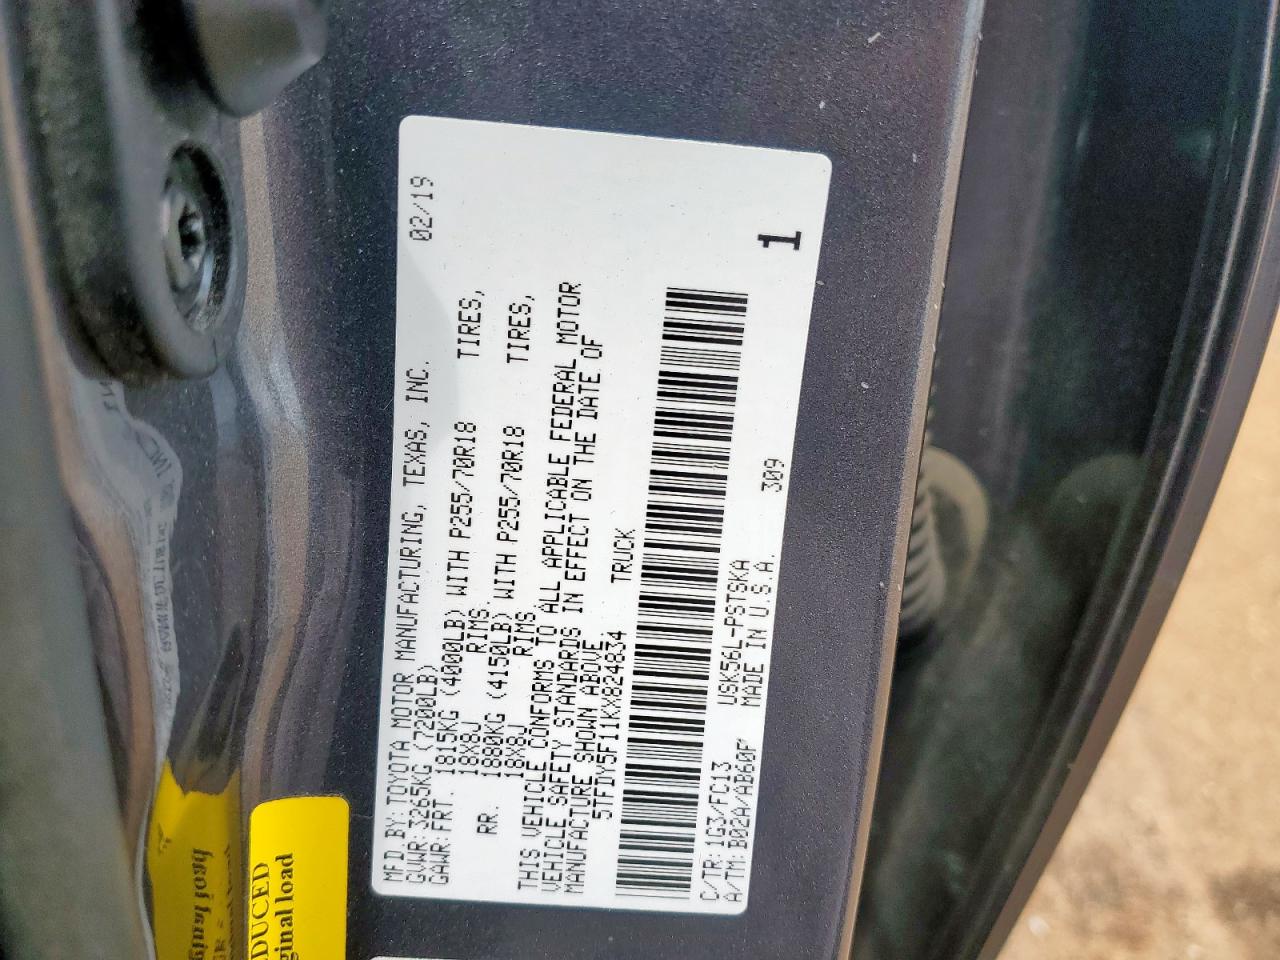 MFD.BY: TOYOTA MOTOR MANUFACTURING, TEXAS, INC. 02/19
GVWR: 3265KG (7200LB)
GAWR: FRT. 1815KG (4000LB) WITH P255/70R18 TIRES,
18X8J RIMS.
RR. 1880KG (4150LB) WITH P255/70R18 TIRES,
18X8J RIMS
THIS VEHICLE CONFORMS TO ALL APPLICABLE FEDERAL MOTOR
VEHICLE SAFETY STANDARDS IN EFFECT ON THE DATE OF
MANUFACTURE SHOWN ABOVE
5TFDY5F11KX824834 TRUCK
1
C/TR: 1G3/FC13 USK56L-PSTSKA 309
A/TM: B02A/AB60F MADE IN U.S.A.
ginal load